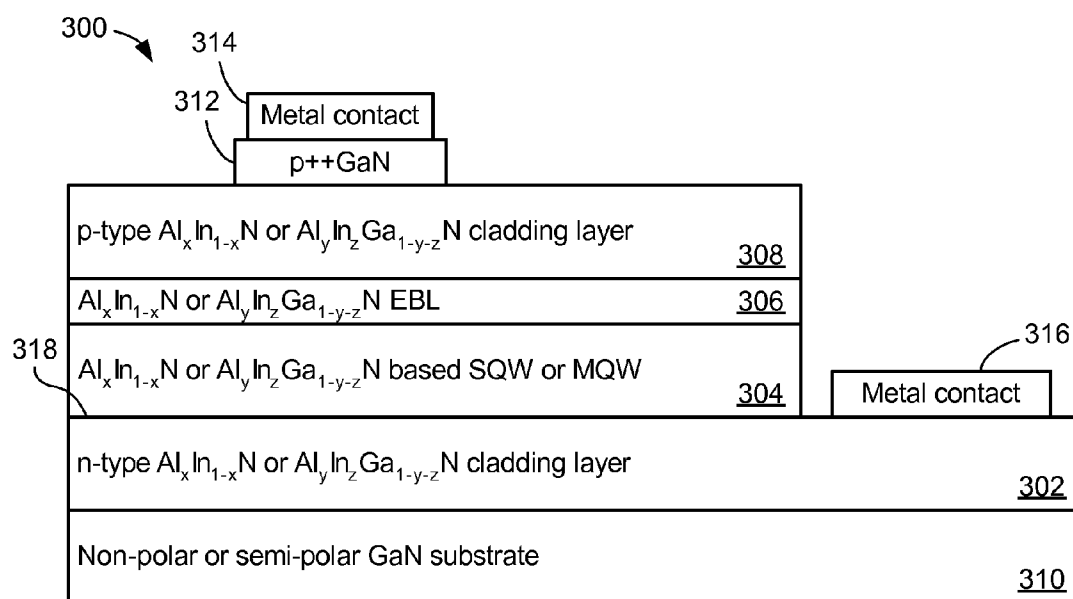 300
314
Metal contact
312
p++GaN
p-type AlₓIn₁₋ₓN or AlyInzGa1-y-zN cladding layer
308
AlₓIn₁₋ₓN or AlyInzGa1-y-zN EBL
306
318
AlₓIn₁₋ₓN or AlyInzGa1-y-zN based SQW or MQW
304
316
Metal contact
n-type AlₓIn₁₋ₓN or AlyInzGa1-y-zN cladding layer
302
Non-polar or semi-polar GaN substrate
310